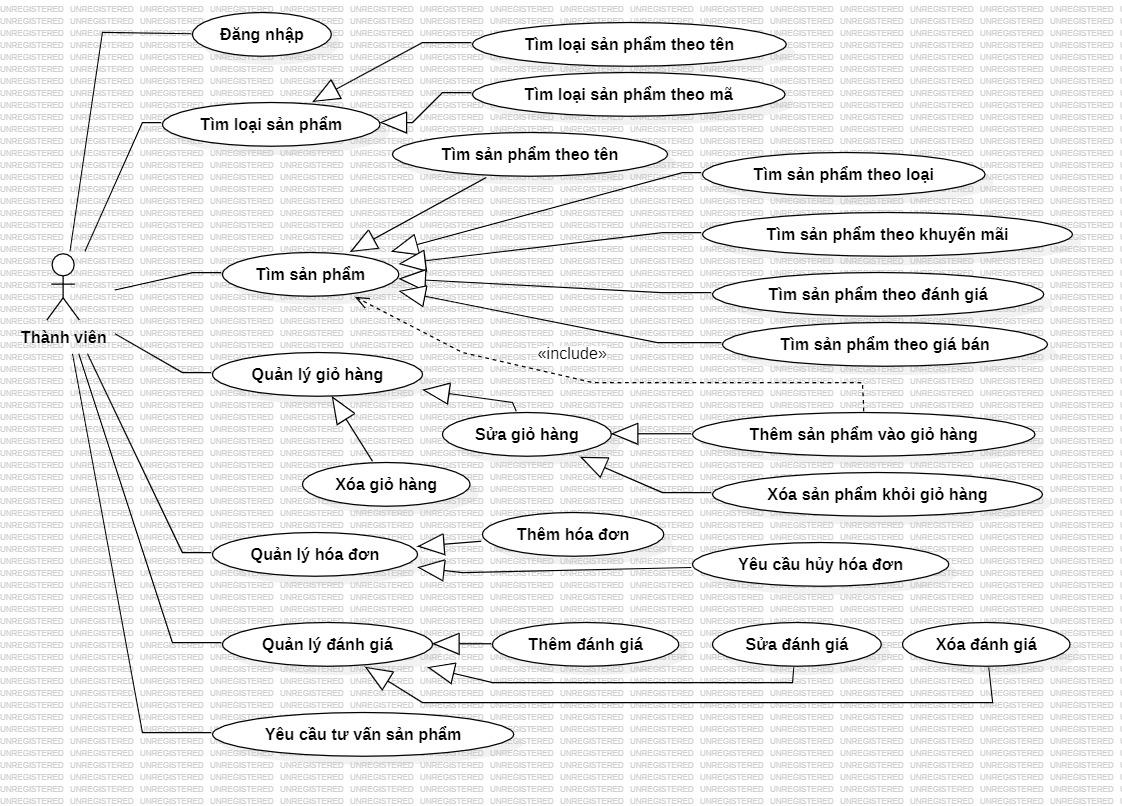 Đăng nhập
Tìm loại sản phẩm theo tên
Tìm loại sản phẩm theo mã
Tìm loại sản phẩm
Tìm sản phẩm theo tên
Tìm sản phẩm theo loại
Tìm sản phẩm theo khuyến mãi
Tìm sản phẩm
Tìm sản phẩm theo đánh giá
Thành viên
Tìm sản phẩm theo giá bán
«include»
Quản lý giỏ hàng
Sửa giỏ hàng
Thêm sản phẩm vào giỏ hàng
Xóa giỏ hàng
Xóa sản phẩm khỏi giỏ hàng
Thêm hóa đơn
Quản lý hóa đơn
Yêu cầu hủy hóa đơn
Quản lý đánh giá
Thêm đánh giá
Sửa đánh giá
Xóa đánh giá
Yêu cầu tư vấn sản phẩm
UNREGISTERED